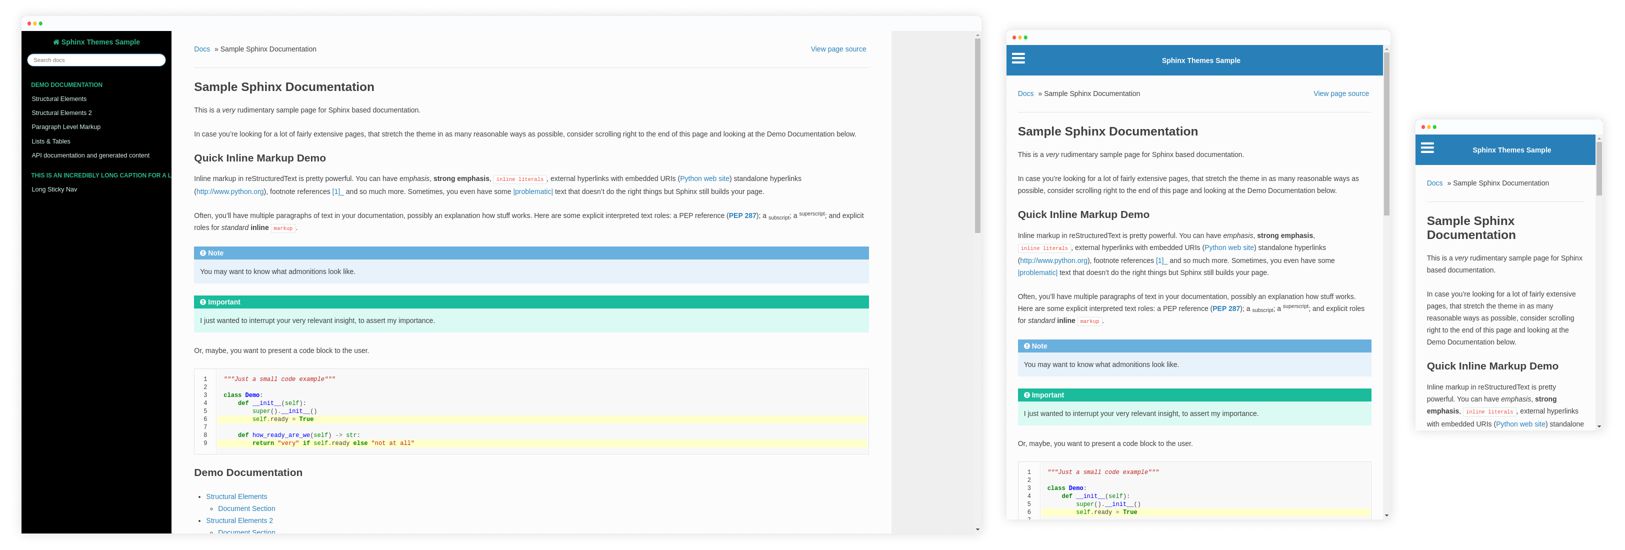 Sphinx Themes Sample
Search docs
DEMO DOCUMENTATION
Structural Elements
Structural Elements 2
Paragraph Level Markup
Lists & Tables
API documentation and generated content
THIS IS AN INCREDIBLY LONG CAPTION FOR A L
Long Sticky Nav
Docs » Sample Sphinx Documentation View page source
Sample Sphinx Documentation
This is a very rudimentary sample page for Sphinx based documentation.
In case you're looking for a lot of fairly extensive pages, that stretch the theme in as many reasonable ways as possible, consider scrolling right to the end of this page and looking at the Demo Documentation below.
Quick Inline Markup Demo
Inline markup in reStructuredText is pretty powerful. You can have emphasis, strong emphasis, inline literals , external hyperlinks with embedded URIs (Python web site) standalone hyperlinks
(http://www.python.org), footnote references [1]_ and so much more. Sometimes, you even have some |problematic| text that doesn't do the right things but Sphinx still builds your page.
Often, you'll have multiple paragraphs of text in your documentation, possibly an explanation how stuff works. Here are some explicit interpreted text roles: a PEP reference (PEP 287); a subscript; a superscript; and explicit
roles for standard inline markup .
Note
You may want to know what admonitions look like.
Important
I just wanted to interrupt your very relevant insight, to assert my importance.
Or, maybe, you want to present a code block to the user.
1 """Just a small code example"""
2
3 class Demo:
4 def __init__(self):
5 super().__init__()
6 self.ready = True
7
8 def how_ready_are_we(self) -> str:
9 return "very" if self.ready else "not at all"
Demo Documentation
• Structural Elements
◦ Document Section
• Structural Elements 2
◦ Document Section
Sphinx Themes Sample
Docs » Sample Sphinx Documentation View page source
Sample Sphinx Documentation
This is a very rudimentary sample page for Sphinx based documentation.
In case you're looking for a lot of fairly extensive pages, that stretch the theme in as many reasonable ways as
possible, consider scrolling right to the end of this page and looking at the Demo Documentation below.
Quick Inline Markup Demo
Inline markup in reStructuredText is pretty powerful. You can have emphasis, strong emphasis,
inline literals , external hyperlinks with embedded URIs (Python web site) standalone hyperlinks
(http://www.python.org), footnote references [1]_ and so much more. Sometimes, you even have some
|problematic| text that doesn't do the right things but Sphinx still builds your page.
Often, you'll have multiple paragraphs of text in your documentation, possibly an explanation how stuff works.
Here are some explicit interpreted text roles: a PEP reference (PEP 287); a subscript; a superscript; and explicit roles
for standard inline markup .
Note
You may want to know what admonitions look like.
Important
I just wanted to interrupt your very relevant insight, to assert my importance.
Or, maybe, you want to present a code block to the user.
1 """Just a small code example"""
2
3 class Demo:
4 def __init__(self):
5 super().__init__()
6 self.ready = True
Sphinx Themes Sample
Docs » Sample Sphinx Documentation
Sample Sphinx
Documentation
This is a very rudimentary sample page for Sphinx
based documentation.
In case you're looking for a lot of fairly extensive
pages, that stretch the theme in as many
reasonable ways as possible, consider scrolling
right to the end of this page and looking at the
Demo Documentation below.
Quick Inline Markup Demo
Inline markup in reStructuredText is pretty
powerful. You can have emphasis, strong
emphasis, inline literals , external hyperlinks
with embedded URIs (Python web site) standalone